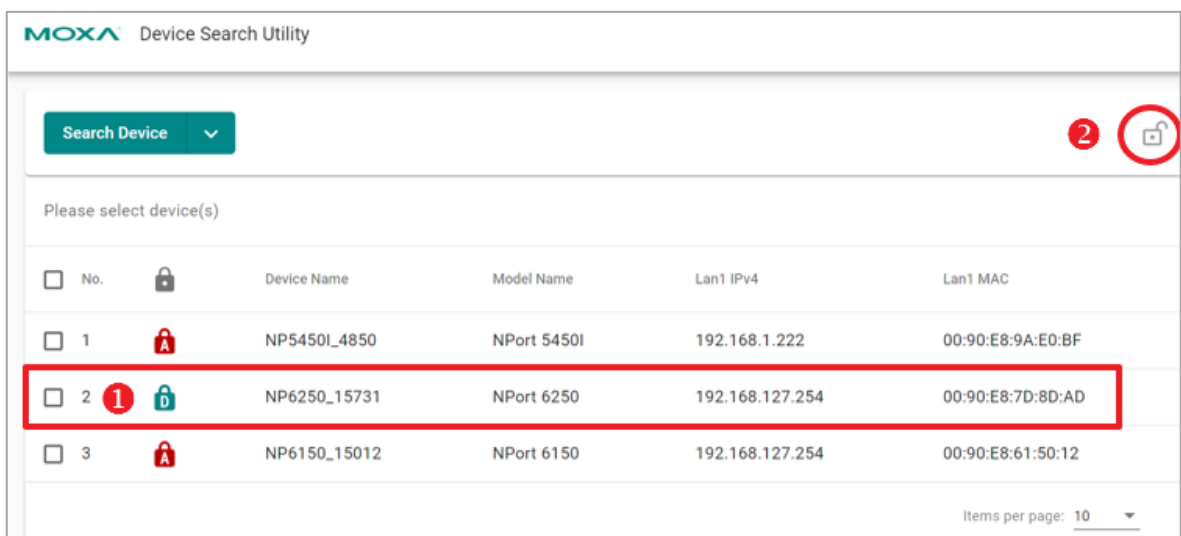 MOXA Device Search Utility
Search Device
2
Please select device(s)
No. Device Name Model Name Lan1 IPv4 Lan1 MAC
1 A NP5450I_4850 NPort 5450I 192.168.1.222 00:90:E8:9A:E0:BF
2 1 D NP6250_15731 NPort 6250 192.168.127.254 00:90:E8:7D:8D:AD
3 A NP6150_15012 NPort 6150 192.168.127.254 00:90:E8:61:50:12
Items per page: 10